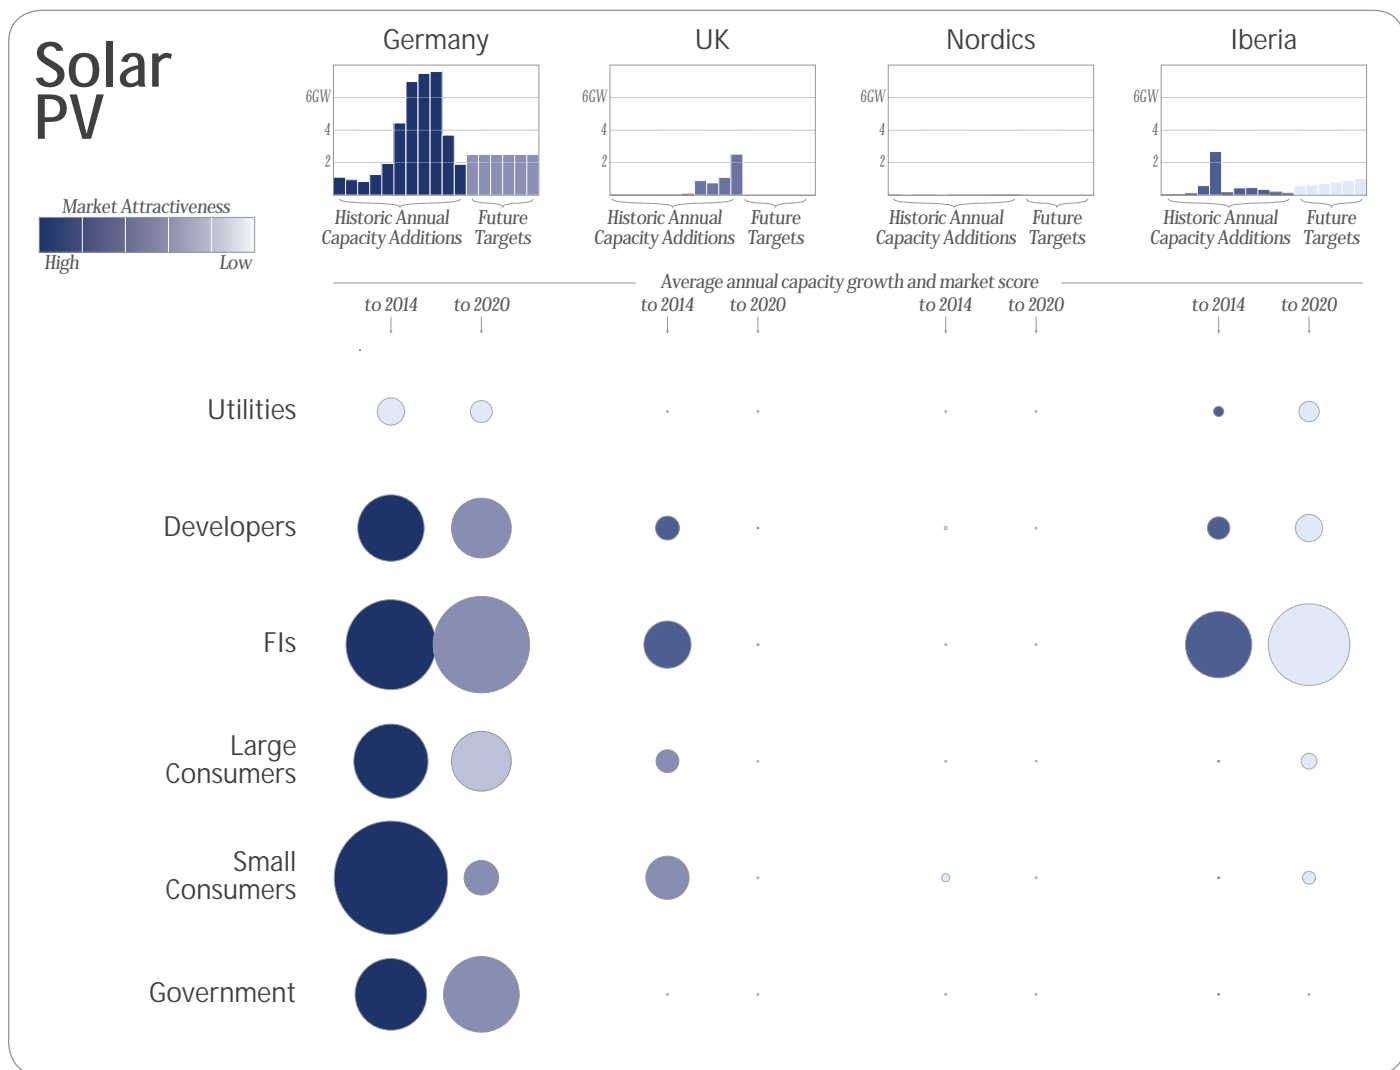 Solar
PV
Market Attractiveness
High Low
Germany UK Nordics Iberia
6GW 6GW 6GW 6GW
4 4 4 4
2 2 2 2
Historic Annual Future Historic Annual Future Historic Annual Future Historic Annual Future
Capacity Additions Targets Capacity Additions Targets Capacity Additions Targets Capacity Additions Targets
Average annual capacity growth and market score
to 2014 to 2020 to 2014 to 2020 to 2014 to 2020 to 2014 to 2020
Utilities
Developers
FIs
Large
Consumers
Small
Consumers
Government